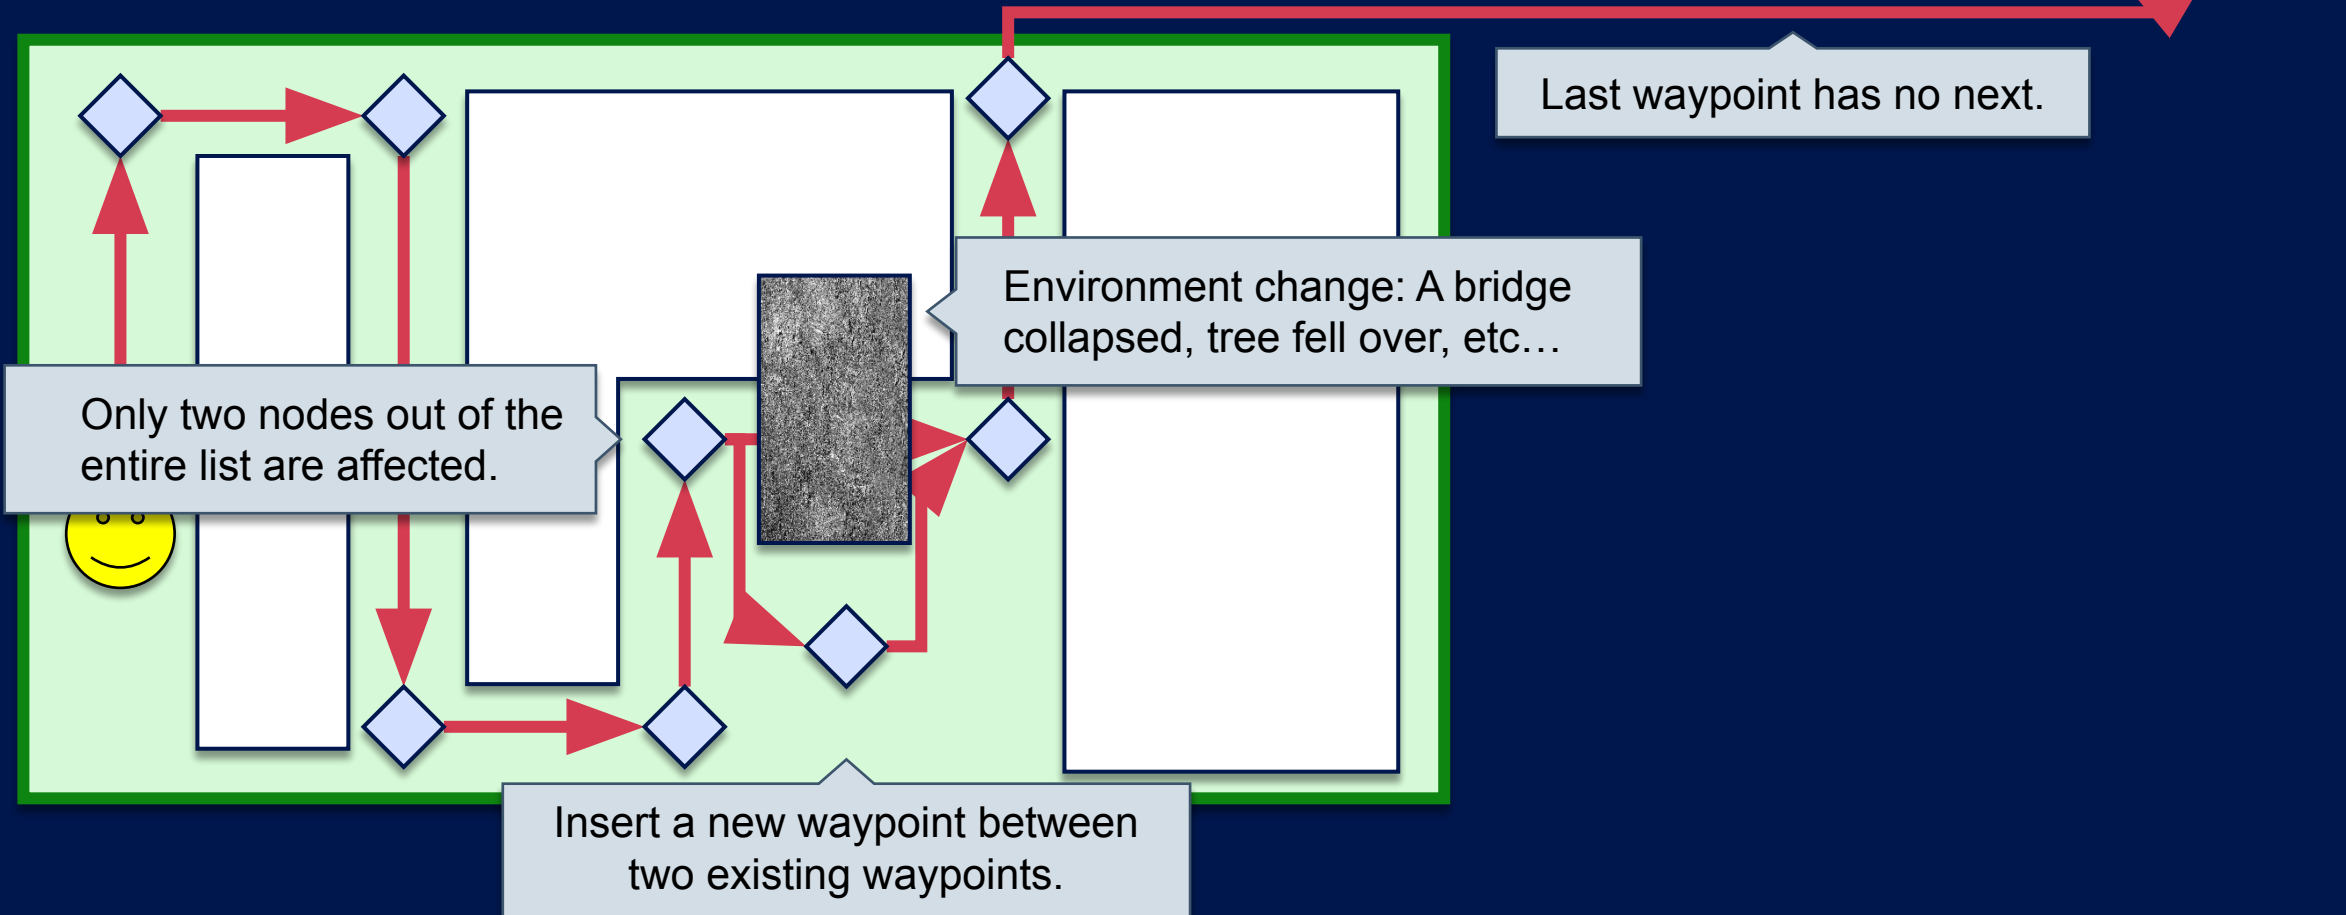 Last waypoint has no next.
Environment change: A bridge
collapsed, tree fell over, etc…
Only two nodes out of the
entire list are affected.
Insert a new waypoint between
two existing waypoints.